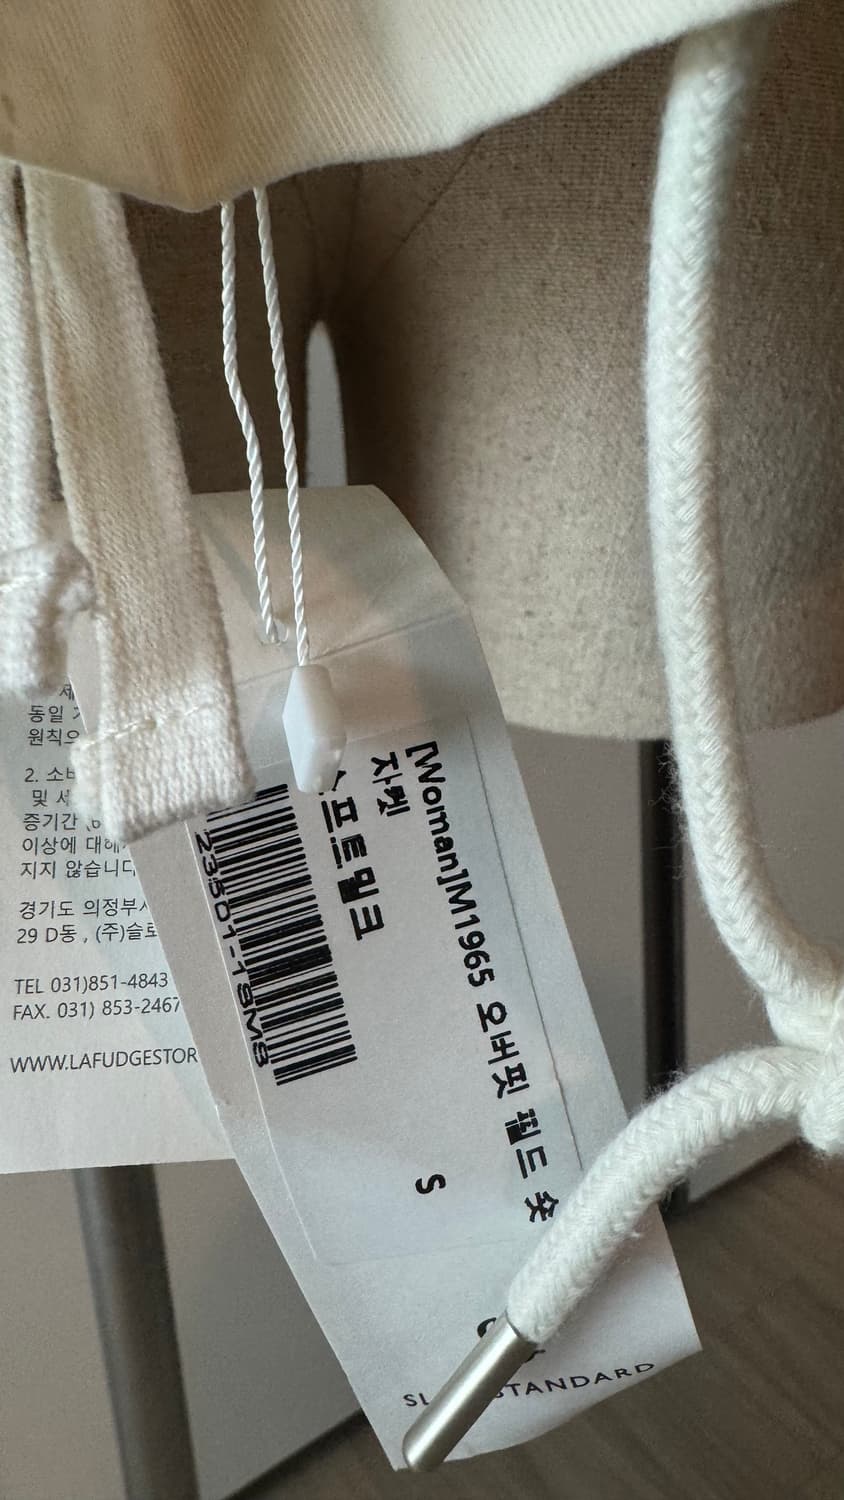 동일
원칙으
2. 소비
및
증기간
이상에 대해
지지 않습니다
경기도 의정부시
29 D동 , (주)슬로
TEL 031)851-4843
FAX. 031) 853-2467
WWW.LAFUDGESTOR
[Woman]M1965 오버핏 필드 숏
자켓
소프트밀크
S
23501-19M8
STANDARD